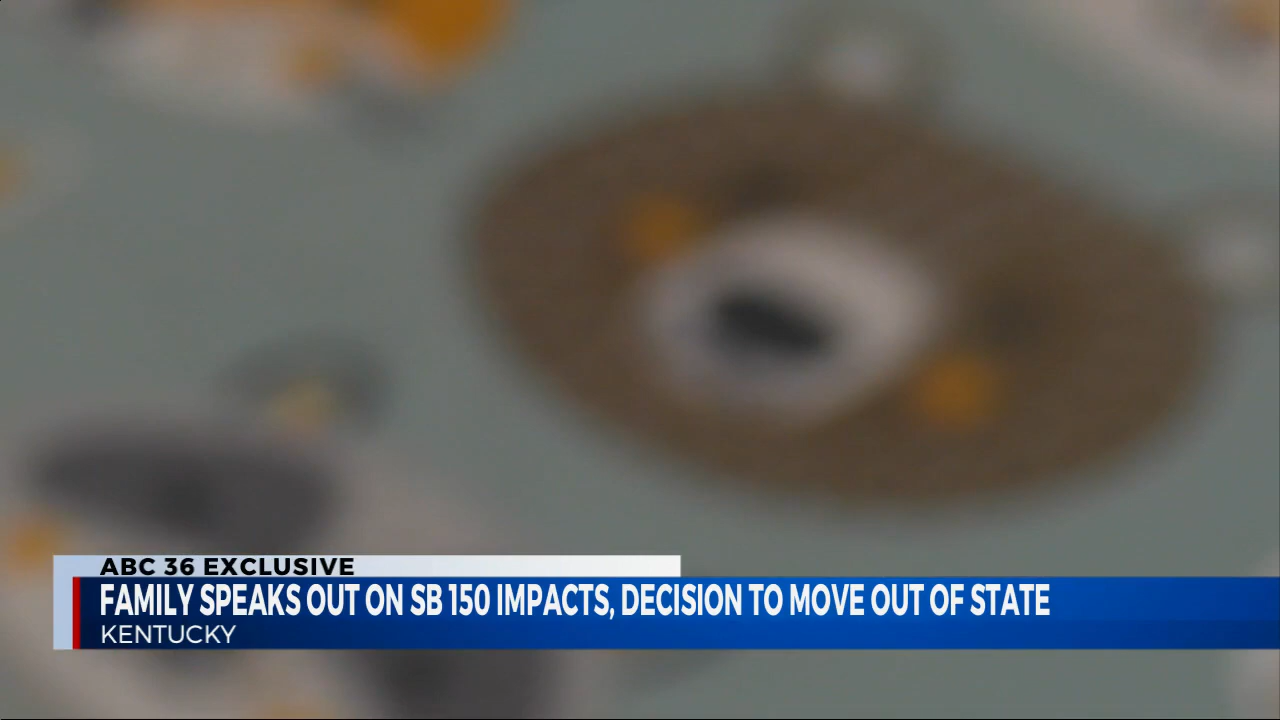 ABC 36 EXCLUSIVE
FAMILY SPEAKS OUT ON SB 150 IMPACTS, DECISION TO MOVE OUT OF STATE
KENTUCKY